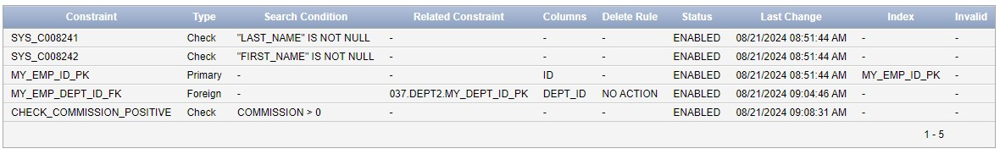 Constraint Type Search Condition Related Constraint Columns Delete Rule Status Last Change Index Invalid
SYS_C008241 Check "LAST_NAME" IS NOT NULL - - - ENABLED 08/21/2024 08:51:44 AM - -
SYS_C008242 Check "FIRST_NAME" IS NOT NULL - - - ENABLED 08/21/2024 08:51:44 AM - -
MY_EMP_ID_PK Primary - - ID - ENABLED 08/21/2024 08:51:44 AM MY_EMP_ID_PK -
MY_EMP_DEPT_ID_FK Foreign - 037.DEPT2.MY_DEPT_ID_PK DEPT_ID NO ACTION ENABLED 08/21/2024 09:04:46 AM - -
CHECK_COMMISSION_POSITIVE Check COMMISSION > 0 - - - ENABLED 08/21/2024 09:08:31 AM - -
1 - 5